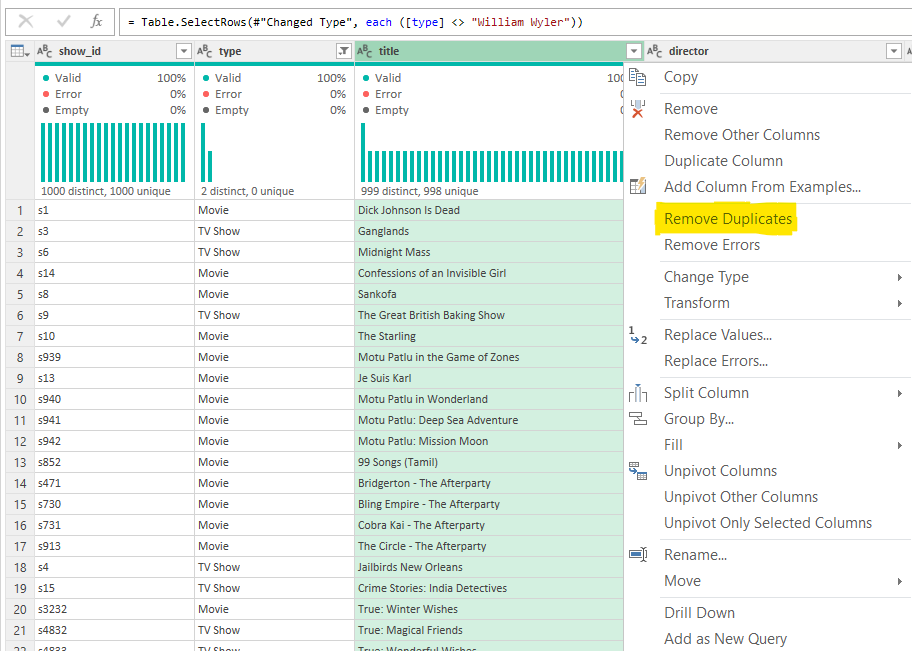 fx = Table.SelectRows(#"Changed Type", each ([type] <> "William Wyler"))
ABC show_id ABC type ABC title ABC director A
Valid 100% Valid 100% Valid 100
Error 0% Error 0% Error
Empty 0% Empty 0% Empty
1000 distinct, 1000 unique 2 distinct, 0 unique 999 distinct, 998 unique
1 s1 Movie Dick Johnson Is Dead
2 s3 TV Show Ganglands
3 s6 TV Show Midnight Mass
4 s14 Movie Confessions of an Invisible Girl
5 s8 Movie Sankofa
6 s9 TV Show The Great British Baking Show
7 s10 Movie The Starling
8 s939 Movie Motu Patlu in the Game of Zones
9 s13 Movie Je Suis Karl
10 s940 Movie Motu Patlu in Wonderland
11 s941 Movie Motu Patlu: Deep Sea Adventure
12 s942 Movie Motu Patlu: Mission Moon
13 s852 Movie 99 Songs (Tamil)
14 s471 Movie Bridgerton - The Afterparty
15 s730 Movie Bling Empire - The Afterparty
16 s731 Movie Cobra Kai - The Afterparty
17 s913 Movie The Circle - The Afterparty
18 s4 TV Show Jailbirds New Orleans
19 s15 TV Show Crime Stories: India Detectives
20 s3232 Movie True: Winter Wishes
21 s4832 TV Show True: Magical Friends
22 s4833 TV Show True: Wonderful Wishes
Copy
Remove
Remove Other Columns
Duplicate Column
Add Column From Examples...
Remove Duplicates
Remove Errors
Change Type
Transform
1 2 Replace Values...
Replace Errors...
Split Column
Group By...
Fill
Unpivot Columns
Unpivot Other Columns
Unpivot Only Selected Columns
Rename...
Move
Drill Down
Add as New Query